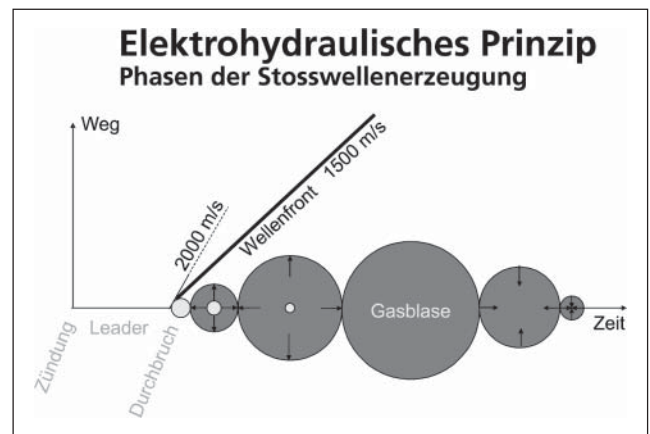 Elektrohydraulisches Prinzip
Phasen der Stosswellenerzeugung
Weg
2000 m/s
Wellenfront
1500 m/s
Gasblase
Zeit
Zündung
Leader
Durchbruch